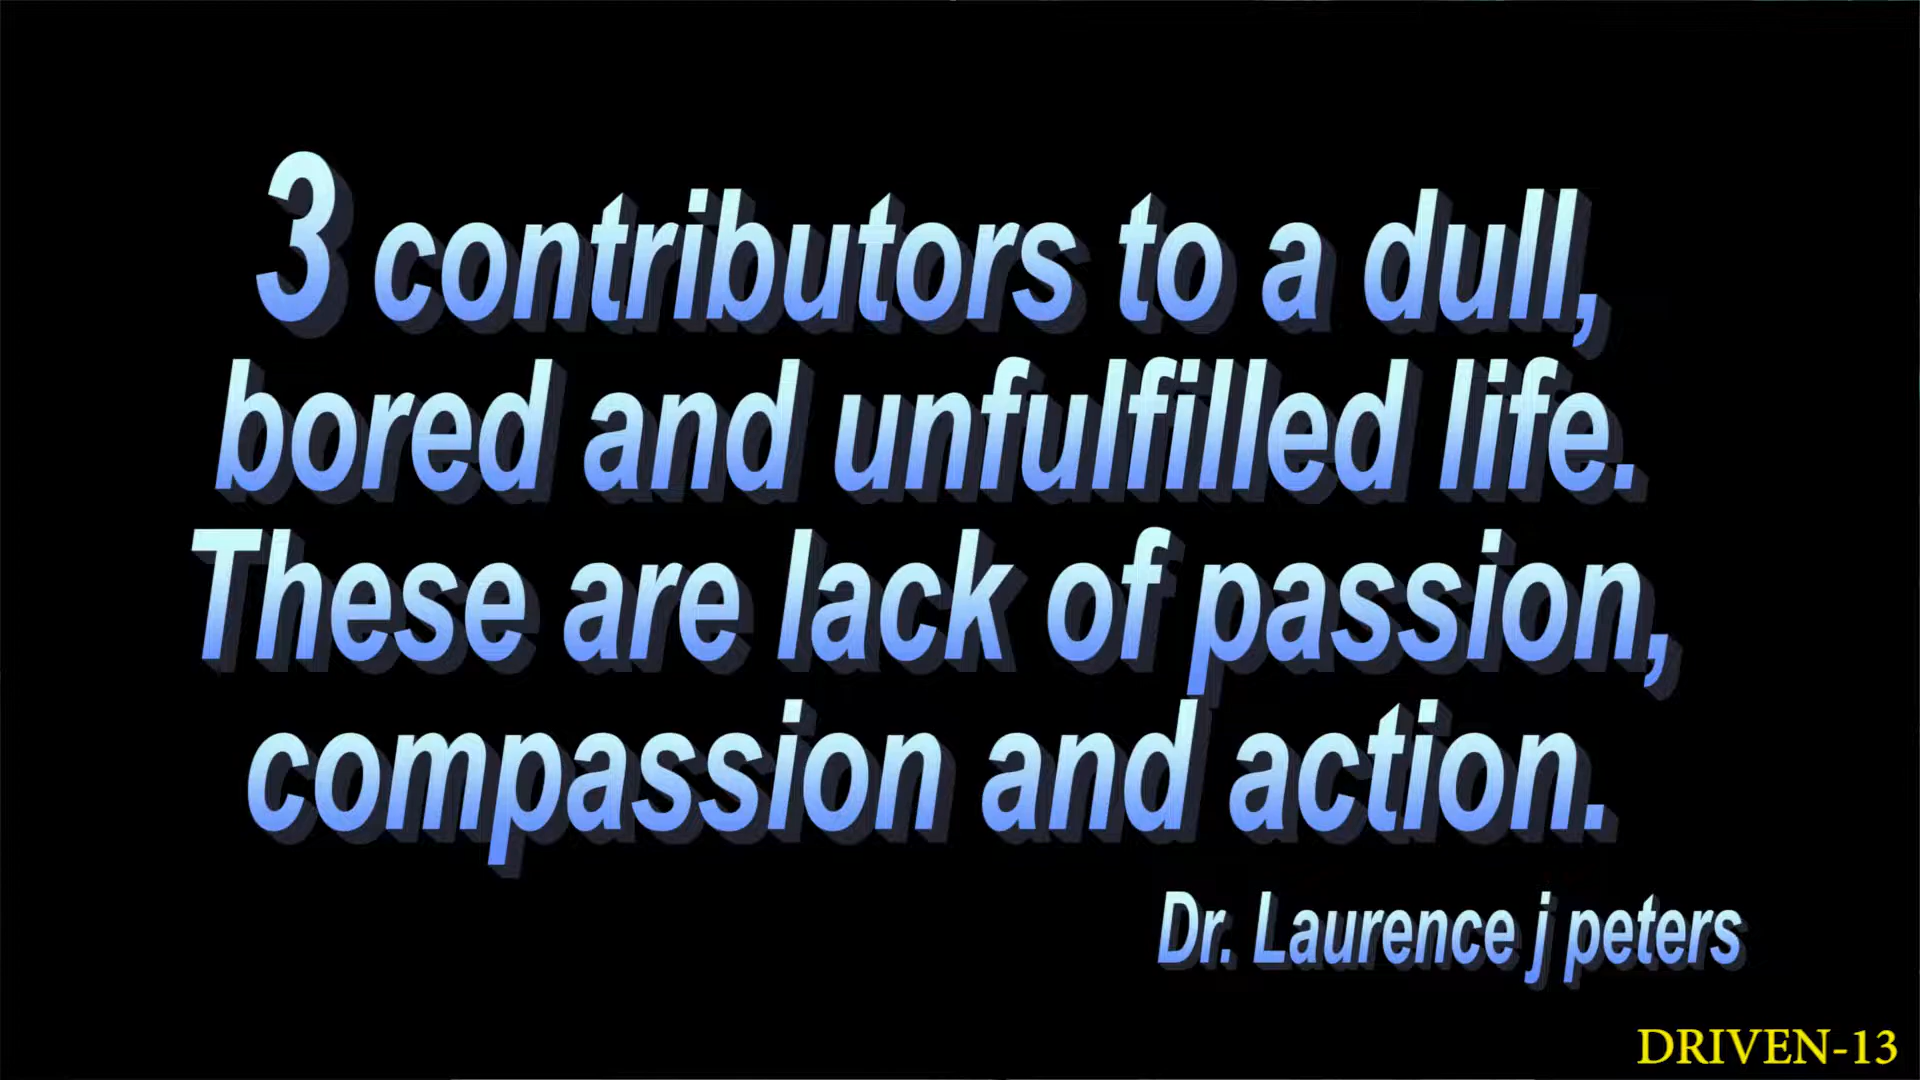 3 contributors to a dull,
bored and unfulfilled life.
These are lack of passion,
compassion and action.
Dr. Laurence j peters
DRIVEN-13